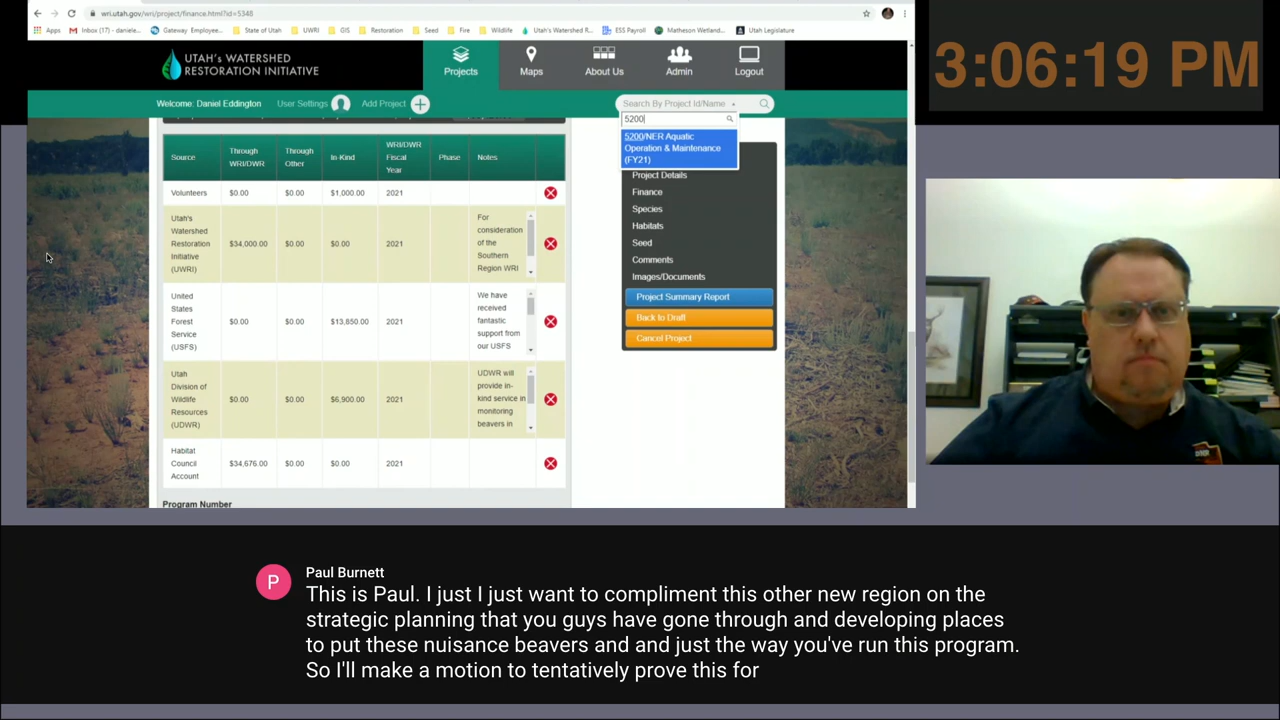 wri.utah.gov/wri/project/finance.html?id=5348
Apps Inbox (17) - daniele... Gateway Employee... State of Utah UWRI GIS Restoration Seed Fire Wildlife Utah's Watershed R... ESS Payroll Matheson Wetland... Utah Legislature
3:06:19 PM
UTAH'S WATERSHED
RESTORATION INITIATIVE
Projects Maps About Us Admin Logout
Welcome: Daniel Eddington User Settings Add Project Search By Project Id/Name
5200
5200/NER Aquatic
Operation & Maintenance
(FY21)
Project Details
Finance
Species
Habitats
Seed
Comments
Images/Documents
Project Summary Report
Back to Draft
Cancel Project
Source Through WRI/DWR Through Other In-Kind WRI/DWR Fiscal Year Phase Notes
Volunteers $0.00 $0.00 $1,000.00 2021
Utah's
Watershed
Restoration
Initiative
(UWRI)
$34,000.00 $0.00 $0.00 2021
For
consideration
of the
Southern
Region WRI
United
States
Forest
Service
(USFS)
$0.00 $0.00 $13,850.00 2021
We have
received
fantastic
support from
our USFS
Utah
Division of
Wildlife
Resources
(UDWR)
$0.00 $0.00 $6,900.00 2021
UDWR will
provide in-
kind service in
monitoring
beavers in
Habitat
Council
Account
$34,676.00 $0.00 $0.00 2021
Program Number
P
Paul Burnett
This is Paul. I just I just want to compliment this other new region on the
strategic planning that you guys have gone through and developing places
to put these nuisance beavers and and just the way you've run this program.
So I'll make a motion to tentatively prove this for